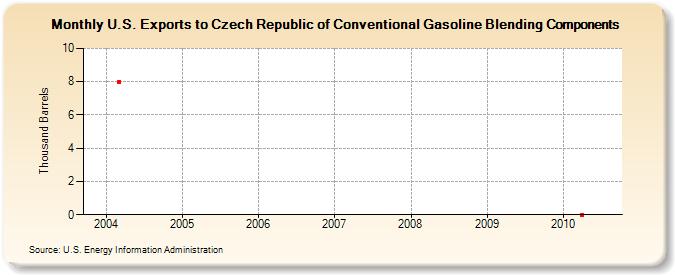 Monthly U.S. Exports to Czech Republic of Conventional Gasoline Blending Components
Thousand Barrels
10
8
6
4
2
0
2004 2005 2006 2007 2008 2009 2010
Source: U.S. Energy Information Administration